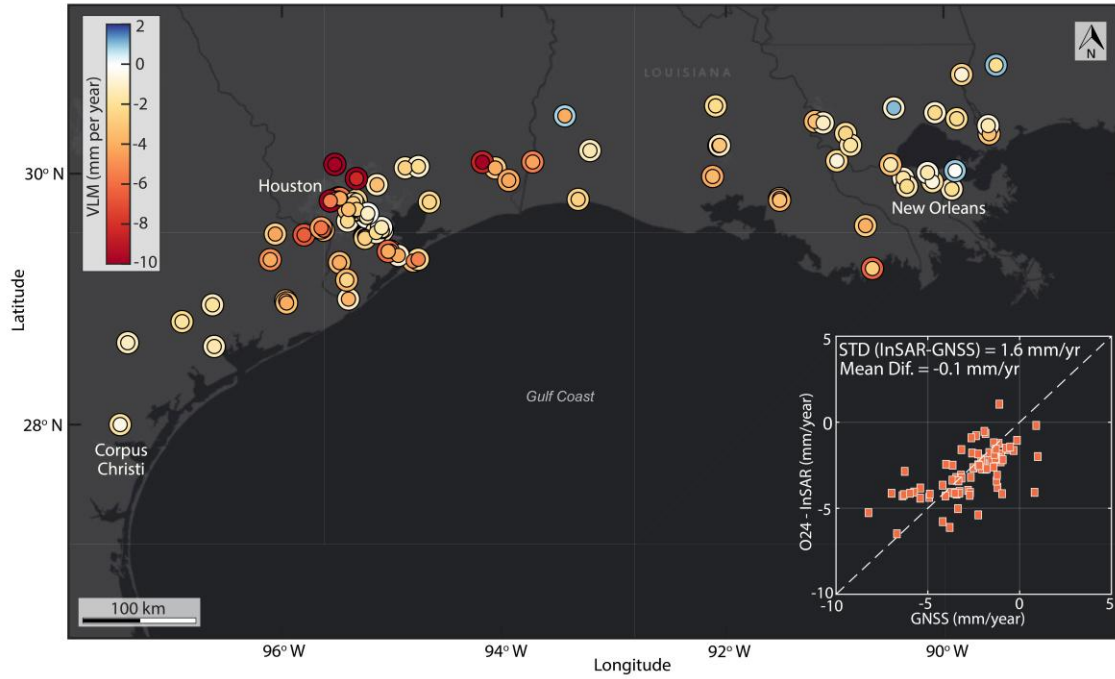 VLM (mm per year)
2
0
-2
-4
-6
-8
-10
N
LOUISIANA
Houston
New Orleans
Corpus
Christi
Gulf Coast
Latitude
30° N
28° N
100 km
96° W
94° W
92° W
90° W
Longitude
STD (InSAR-GNSS) = 1.6 mm/yr
Mean Dif. = -0.1 mm/yr
O24 - InSAR (mm/year)
5
0
-5
-10
-10
-5
0
5
GNSS (mm/year)